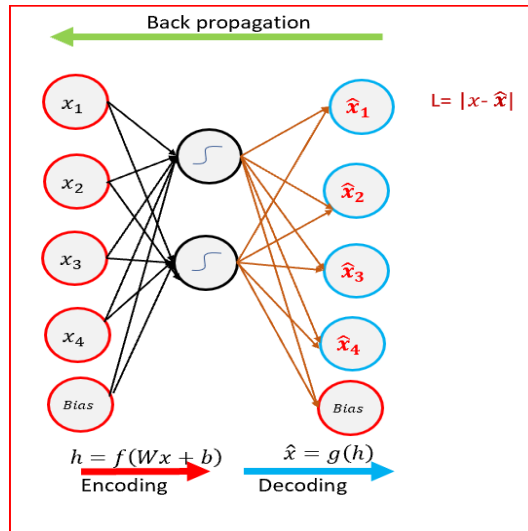 Back propagation
x₁
x̂₁
L= |x- x̂|
x₂
x̂₂
x₃
x̂₃
x₄
x̂₄
Bias
Bias
h = f(Wx + b)
x̂ = g(h)
Encoding
Decoding